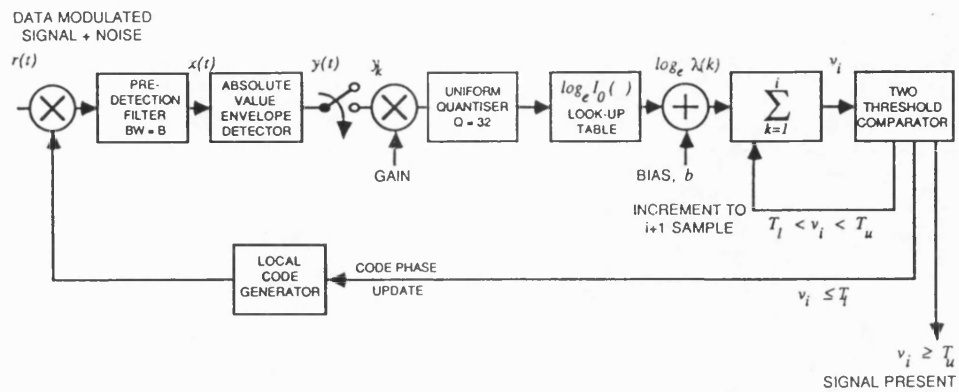 DATA MODULATED
SIGNAL + NOISE
r(t)
x(t)
y(t)
y_k
log_e λ(k)
v_i
PRE-
DETECTION
FILTER
BW = B
ABSOLUTE
VALUE
ENVELOPE
DETECTOR
UNIFORM
QUANTISER
Q = 32
log_e I_0 ( )
LOOK-UP
TABLE
i
Σ
k=1
TWO
THRESHOLD
COMPARATOR
GAIN
BIAS, b
INCREMENT TO
i+1 SAMPLE
T_l < v_i < T_u
LOCAL
CODE
GENERATOR
CODE PHASE
UPDATE
v_i ≤ T_l
v_i ≥ T_u
SIGNAL PRESENT